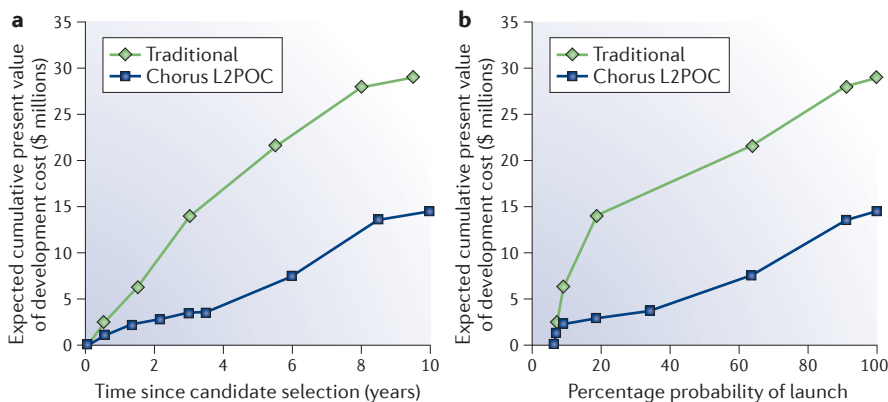 a
35
30
25
20
15
10
5
0
Expected cumulative present value
of development cost ($ millions)
Traditional
Chorus L2POC
0
2
4
6
8
10
Time since candidate selection (years)
b
35
30
25
20
15
10
5
0
Expected cumulative present value
of development cost ($ millions)
Traditional
Chorus L2POC
0
20
40
60
80
100
Percentage probability of launch